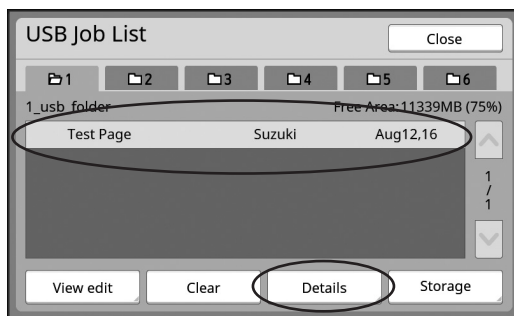 USB Job List Close
1 2 3 4 5 6
1_usb_folder Free Area:11339MB (75%)
Test Page Suzuki Aug12,16
1
/
1
View edit Clear Details Storage